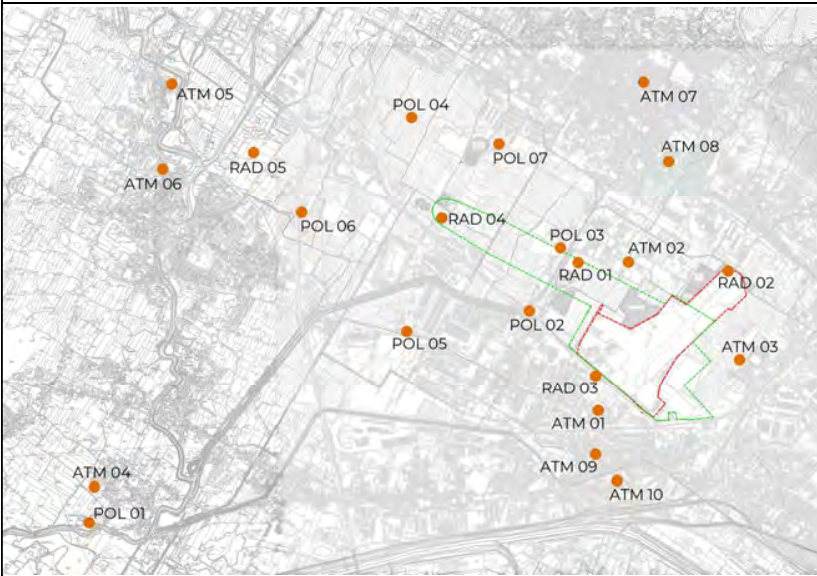 ATM 05
POL 04
ATM 07
RAD 05
POL 07
ATM 08
ATM 06
POL 06
RAD 04
POL 03
ATM 02
RAD 01
RAD 02
POL 02
POL 05
ATM 03
RAD 03
ATM 01
ATM 09
ATM 04
ATM 10
POL 01